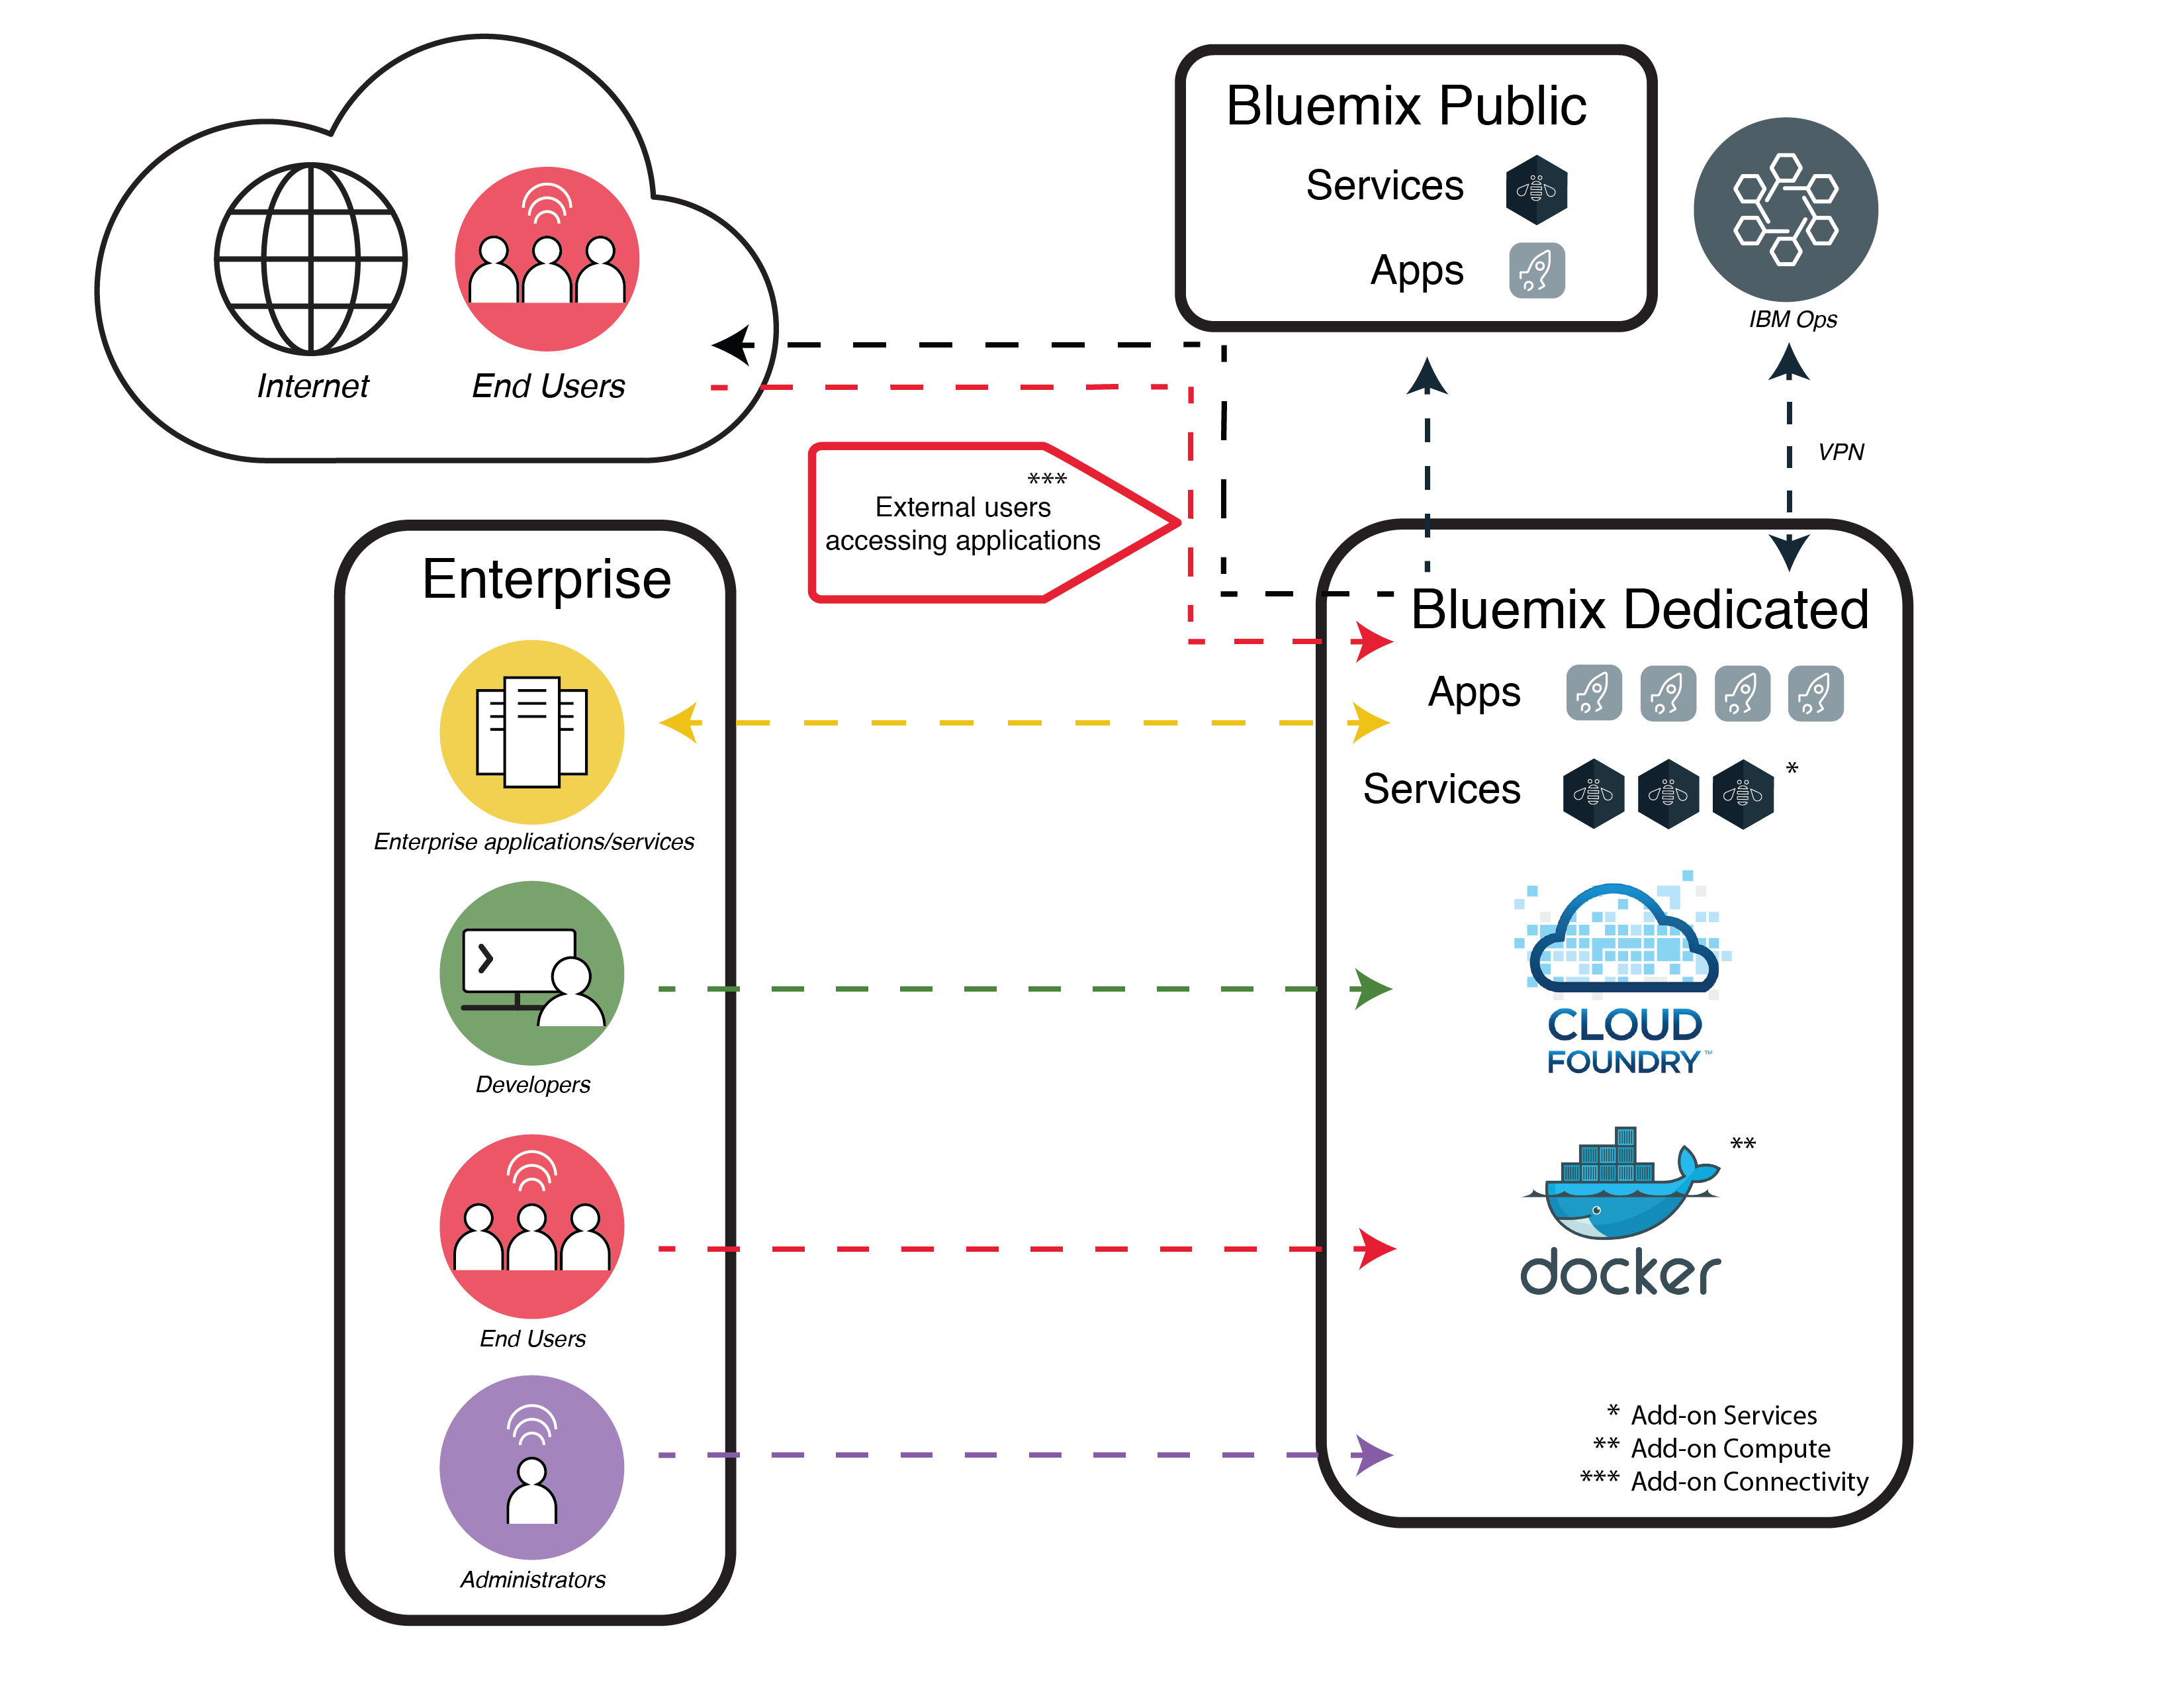 Internet
End Users
Bluemix Public
Services
Apps
IBM Ops
VPN
***
External users
accessing applications
Enterprise
Enterprise applications/services
Developers
End Users
Administrators
Bluemix Dedicated
Apps
Services *
CLOUD
FOUNDRY™
**
docker
* Add-on Services
** Add-on Compute
*** Add-on Connectivity